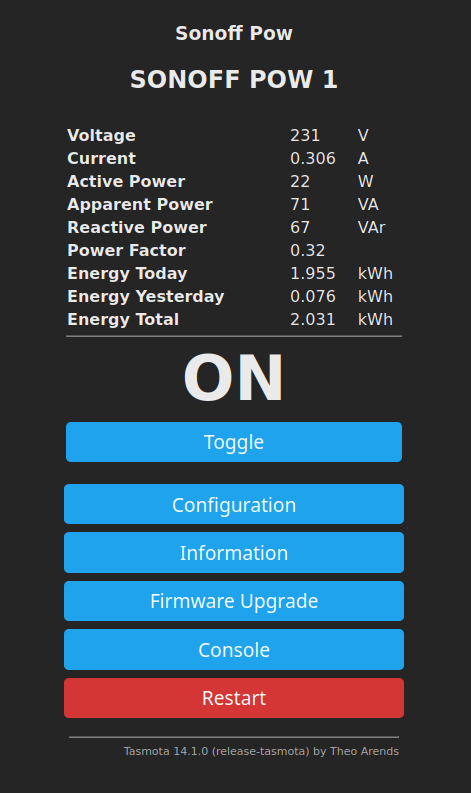 Sonoff Pow
SONOFF POW 1
Voltage 231 V
Current 0.306 A
Active Power 22 W
Apparent Power 71 VA
Reactive Power 67 VAr
Power Factor 0.32
Energy Today 1.955 kWh
Energy Yesterday 0.076 kWh
Energy Total 2.031 kWh
ON
Toggle
Configuration
Information
Firmware Upgrade
Console
Restart
Tasmota 14.1.0 (release-tasmota) by Theo Arends